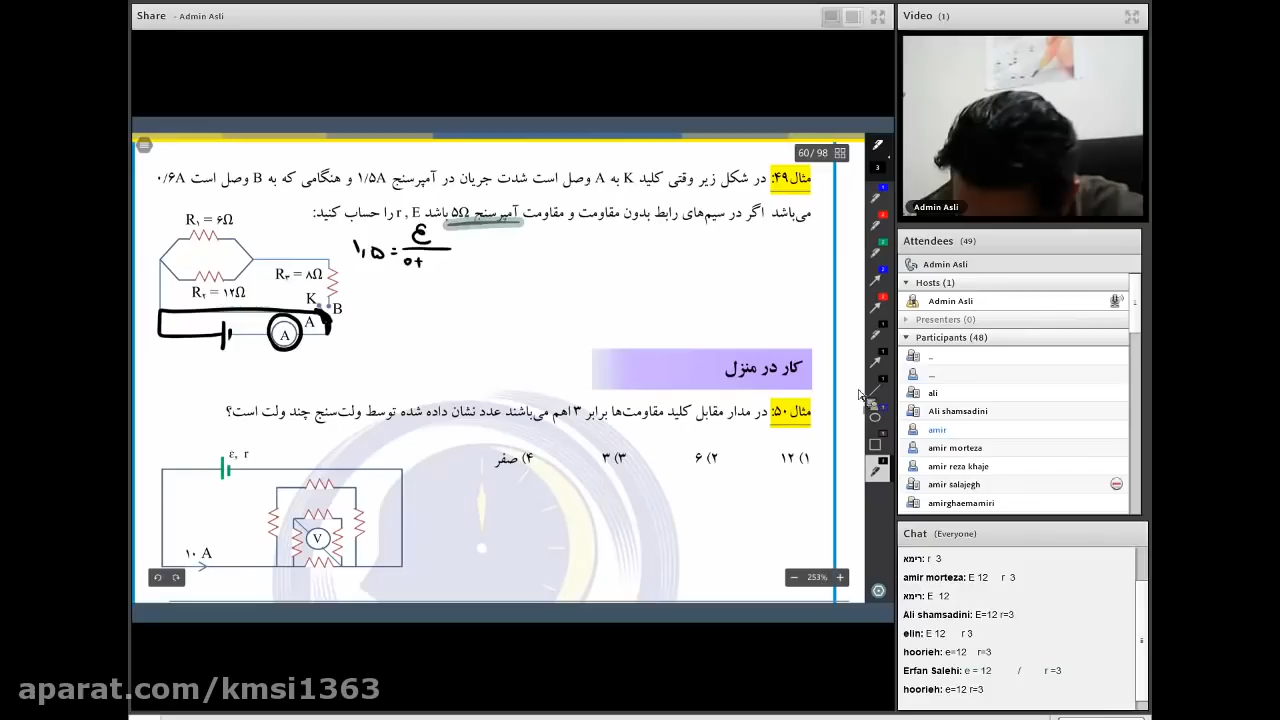 Share - Admin Asli
Video (1)
60 / 98
3
مثال۴۹: در شکل زیر وقتی کلید K به A وصل است شدت جریان در آمپرسنج ۱/۵A و هنگامی که به B وصل است ۰/۶A
می‌باشد اگر در سیم‌های رابط بدون مقاومت و مقاومت آمپرسنج ۵Ω باشد r , E را حساب کنید:
R۱ = ۶Ω
R۲ = ۱۲Ω
R۳ = ۸Ω
K
B
A
A
۱,۵ = ε
۵+
کار در منزل
مثال۵۰: در مدار مقابل کلید مقاومت‌ها برابر ۳ اهم می‌باشند عدد نشان داده شده توسط ولت‌سنج چند ولت است؟
۱) ۱۲
۲) ۶
۳) ۳
۴) صفر
ε, r
V
۱۰ A
253%
Admin Asli
Attendees (49)
Admin Asli
Hosts (1)
Admin Asli
Presenters (0)
Participants (48)
..
...
ali
Ali shamsadini
amir
amir morteza
amir reza khaje
amir salajegh
amirghaemamiri
Chat (Everyone)
אמיר: r 3
amir morteza: E 12 r 3
אמיר: E 12
Ali shamsadini: E=12 r=3
elin: E 12 r 3
hoorieh: e=12 r=3
Erfan Salehi: e = 12 / r =3
hoorieh: e=12 r=3
aparat.com/kmsi1363